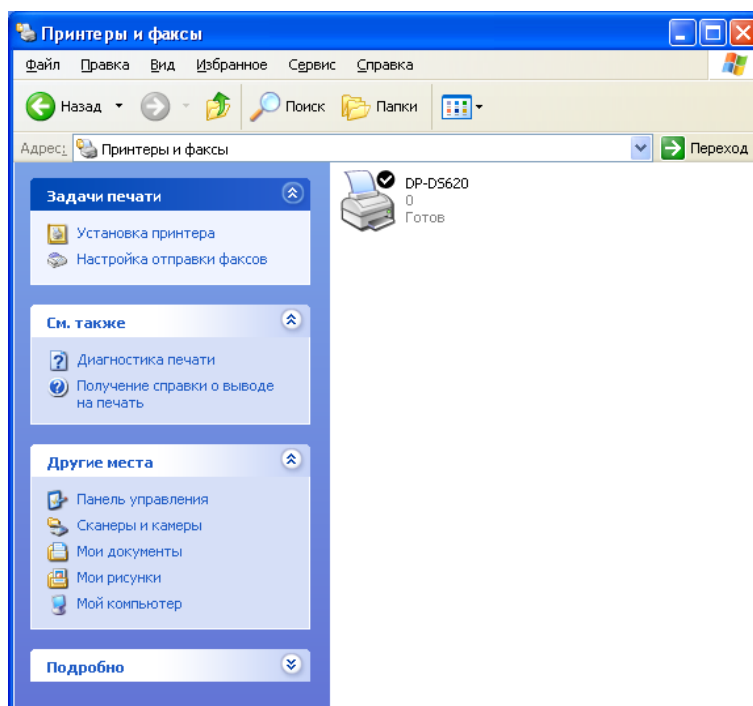 Принтеры и факсы
Файл Правка Вид Избранное Сервис Справка
Назад Поиск Папки
Адрес: Принтеры и факсы Переход
Задачи печати
Установка принтера
Настройка отправки факсов
См. также
Диагностика печати
Получение справки о выводе
на печать
Другие места
Панель управления
Сканеры и камеры
Мои документы
Мои рисунки
Мой компьютер
Подробно
DP-DS620
0
Готов